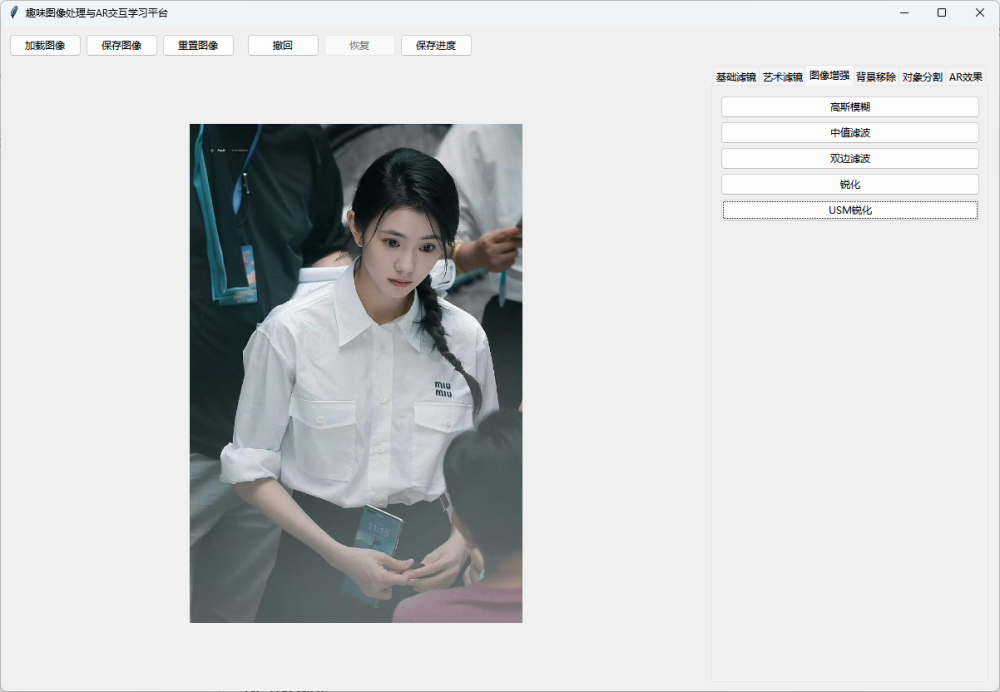 趣味图像处理与AR交互学习平台
加载图像 保存图像 重置图像 撤回 恢复 保存进度
基础滤镜 艺术滤镜 图像增强 背景移除 对象分割 AR效果
高斯模糊
中值滤波
双边滤波
锐化
USM锐化
MIU
MIU
11:15